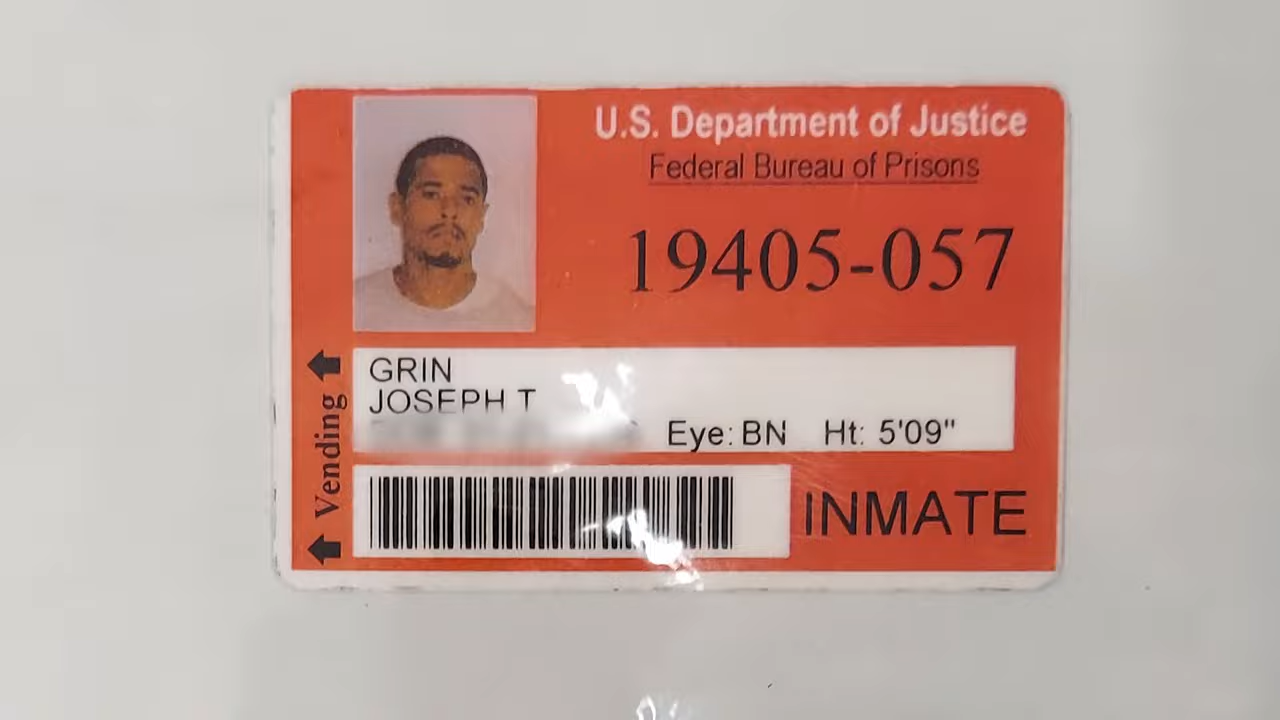 U.S. Department of Justice
Federal Bureau of Prisons
19405-057
GRIN
JOSEPH T
Eye: BN Ht: 5'09"
Vending
INMATE